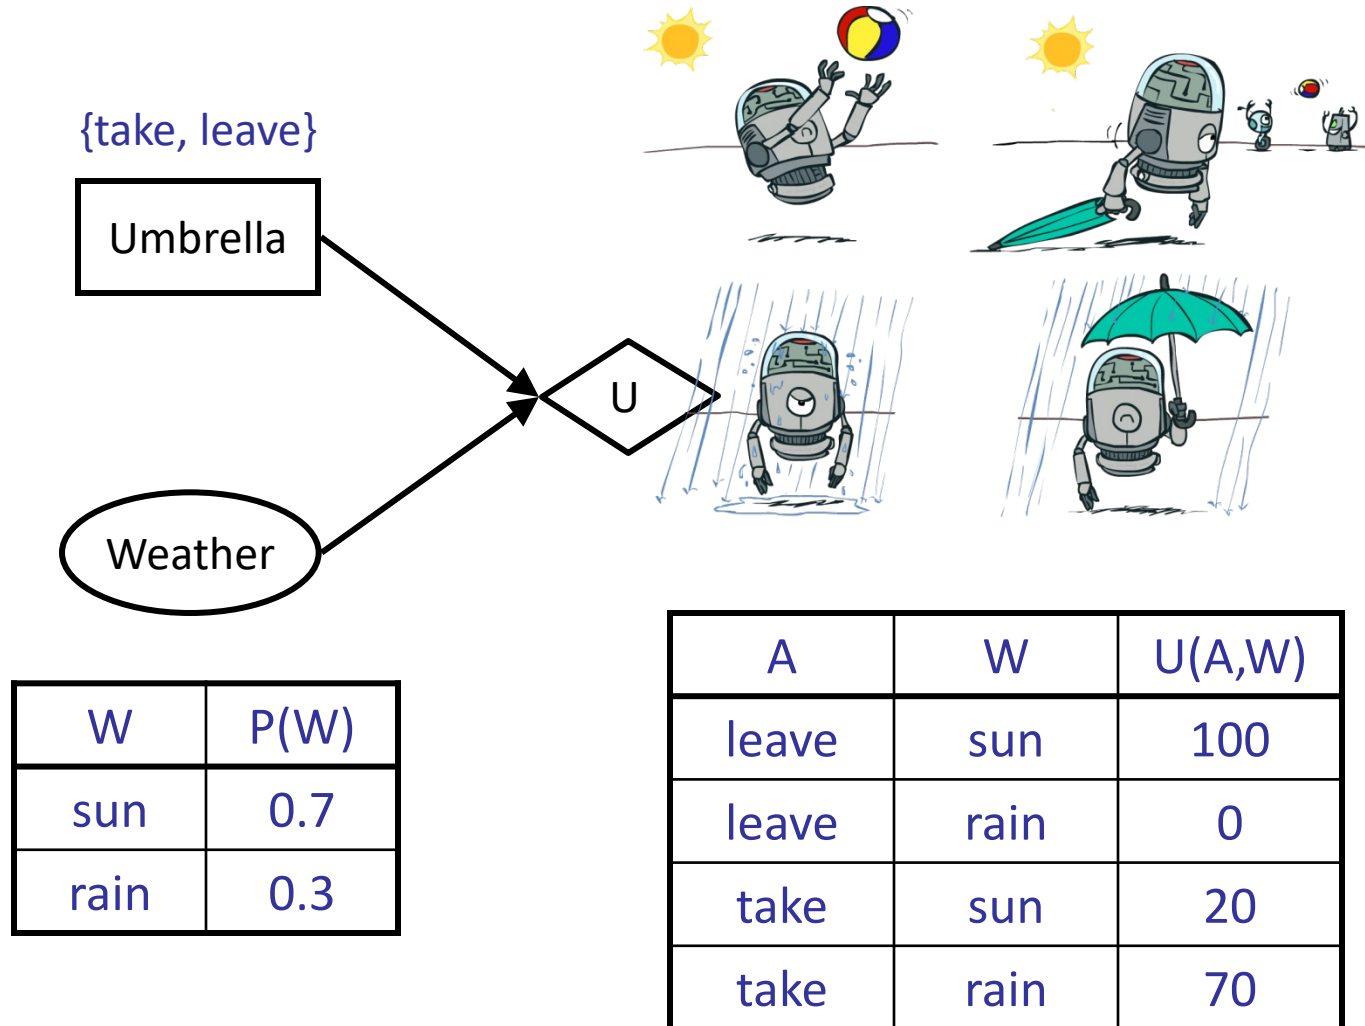 {take, leave}
Umbrella
U
Weather
W P(W)
sun 0.7
rain 0.3
A W U(A,W)
leave sun 100
leave rain 0
take sun 20
take rain 70